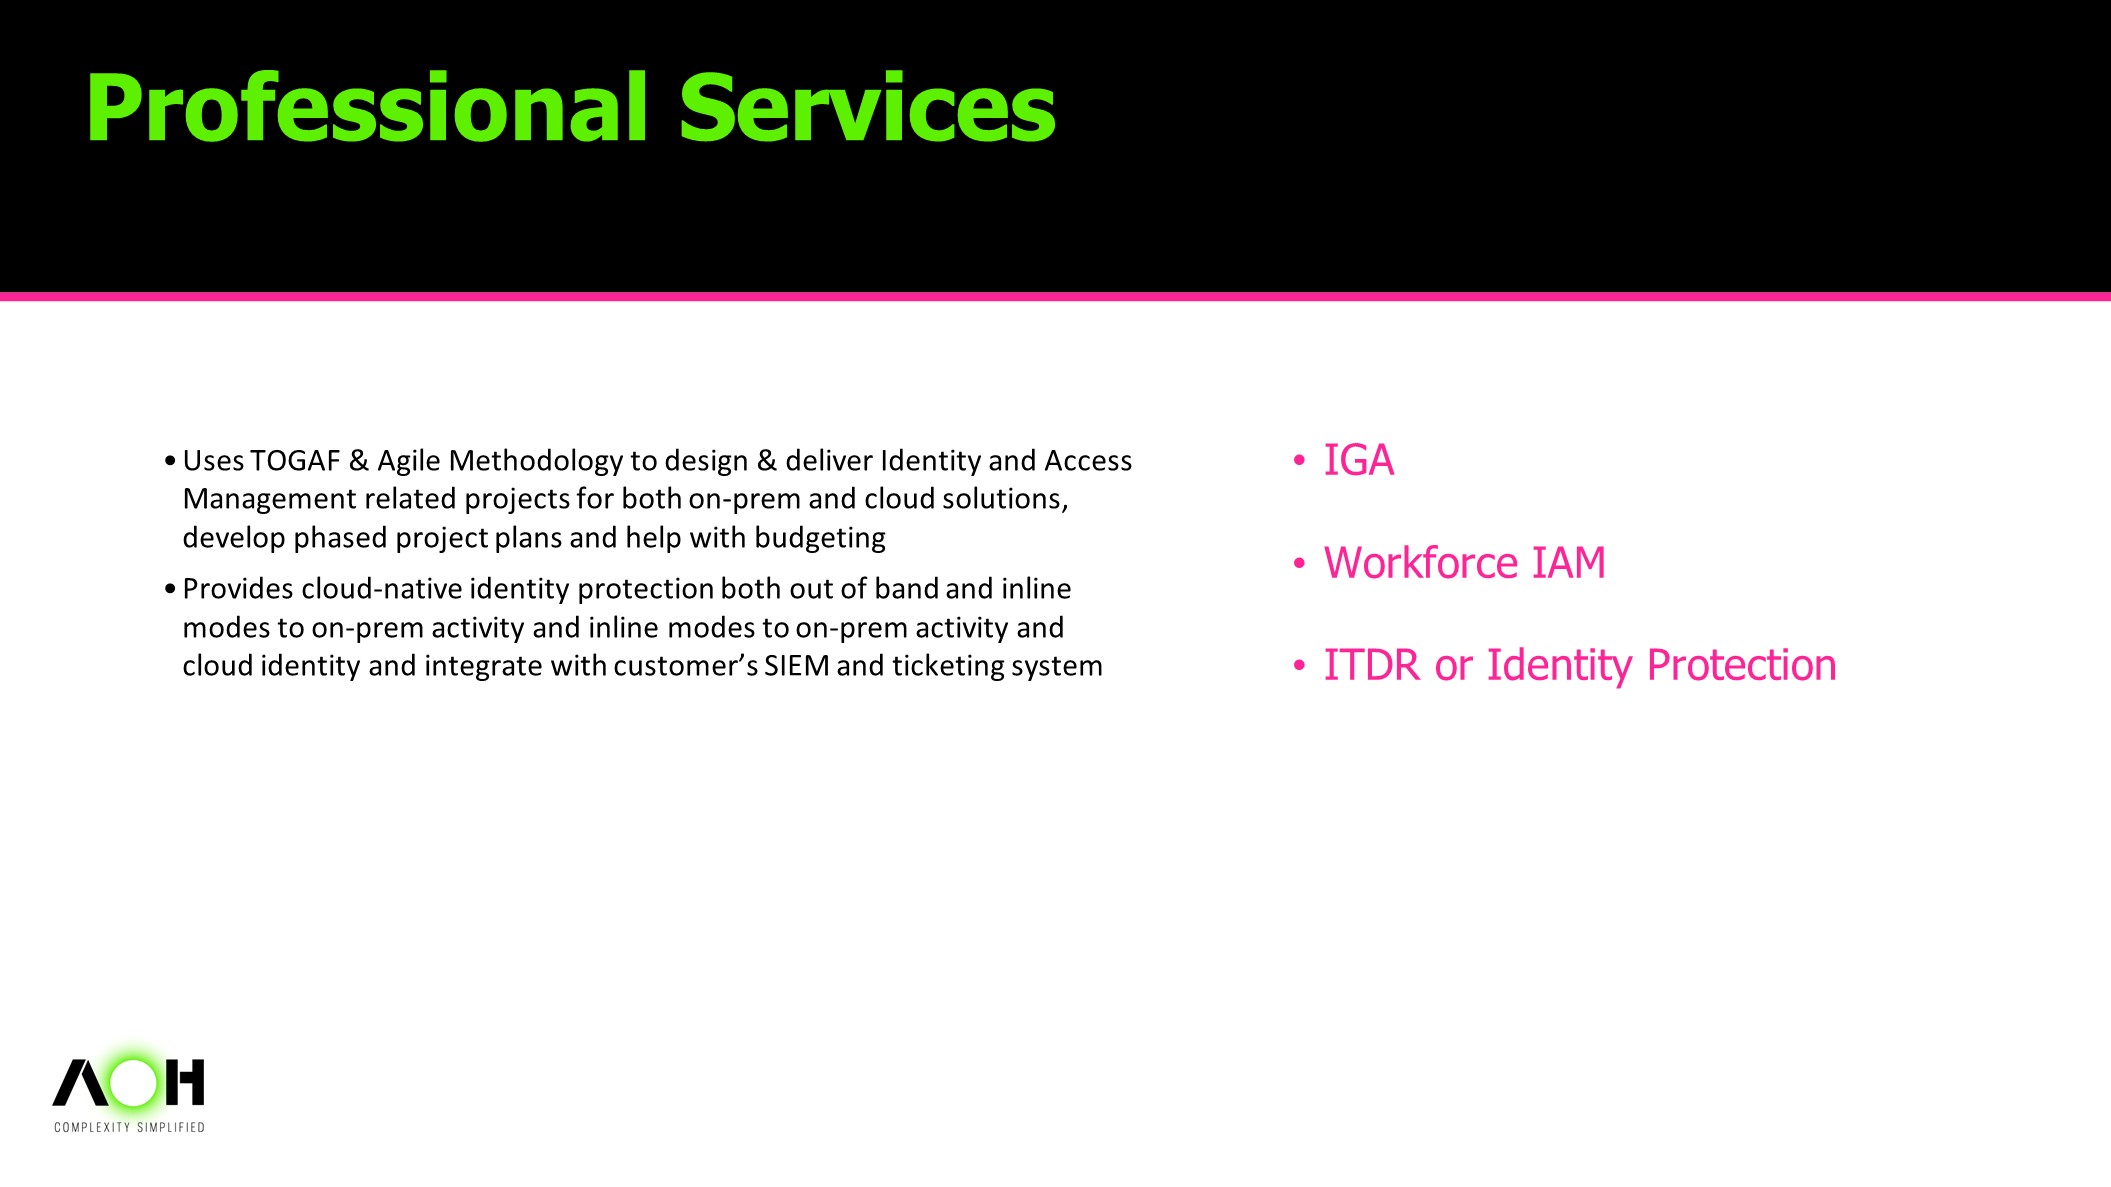 Professional Services
• Uses TOGAF & Agile Methodology to design & deliver Identity and Access
Management related projects for both on-prem and cloud solutions,
develop phased project plans and help with budgeting
• Provides cloud-native identity protection both out of band and inline
modes to on-prem activity and inline modes to on-prem activity and
cloud identity and integrate with customer’s SIEM and ticketing system
• IGA
• Workforce IAM
• ITDR or Identity Protection
AOH
COMPLEXITY SIMPLIFIED